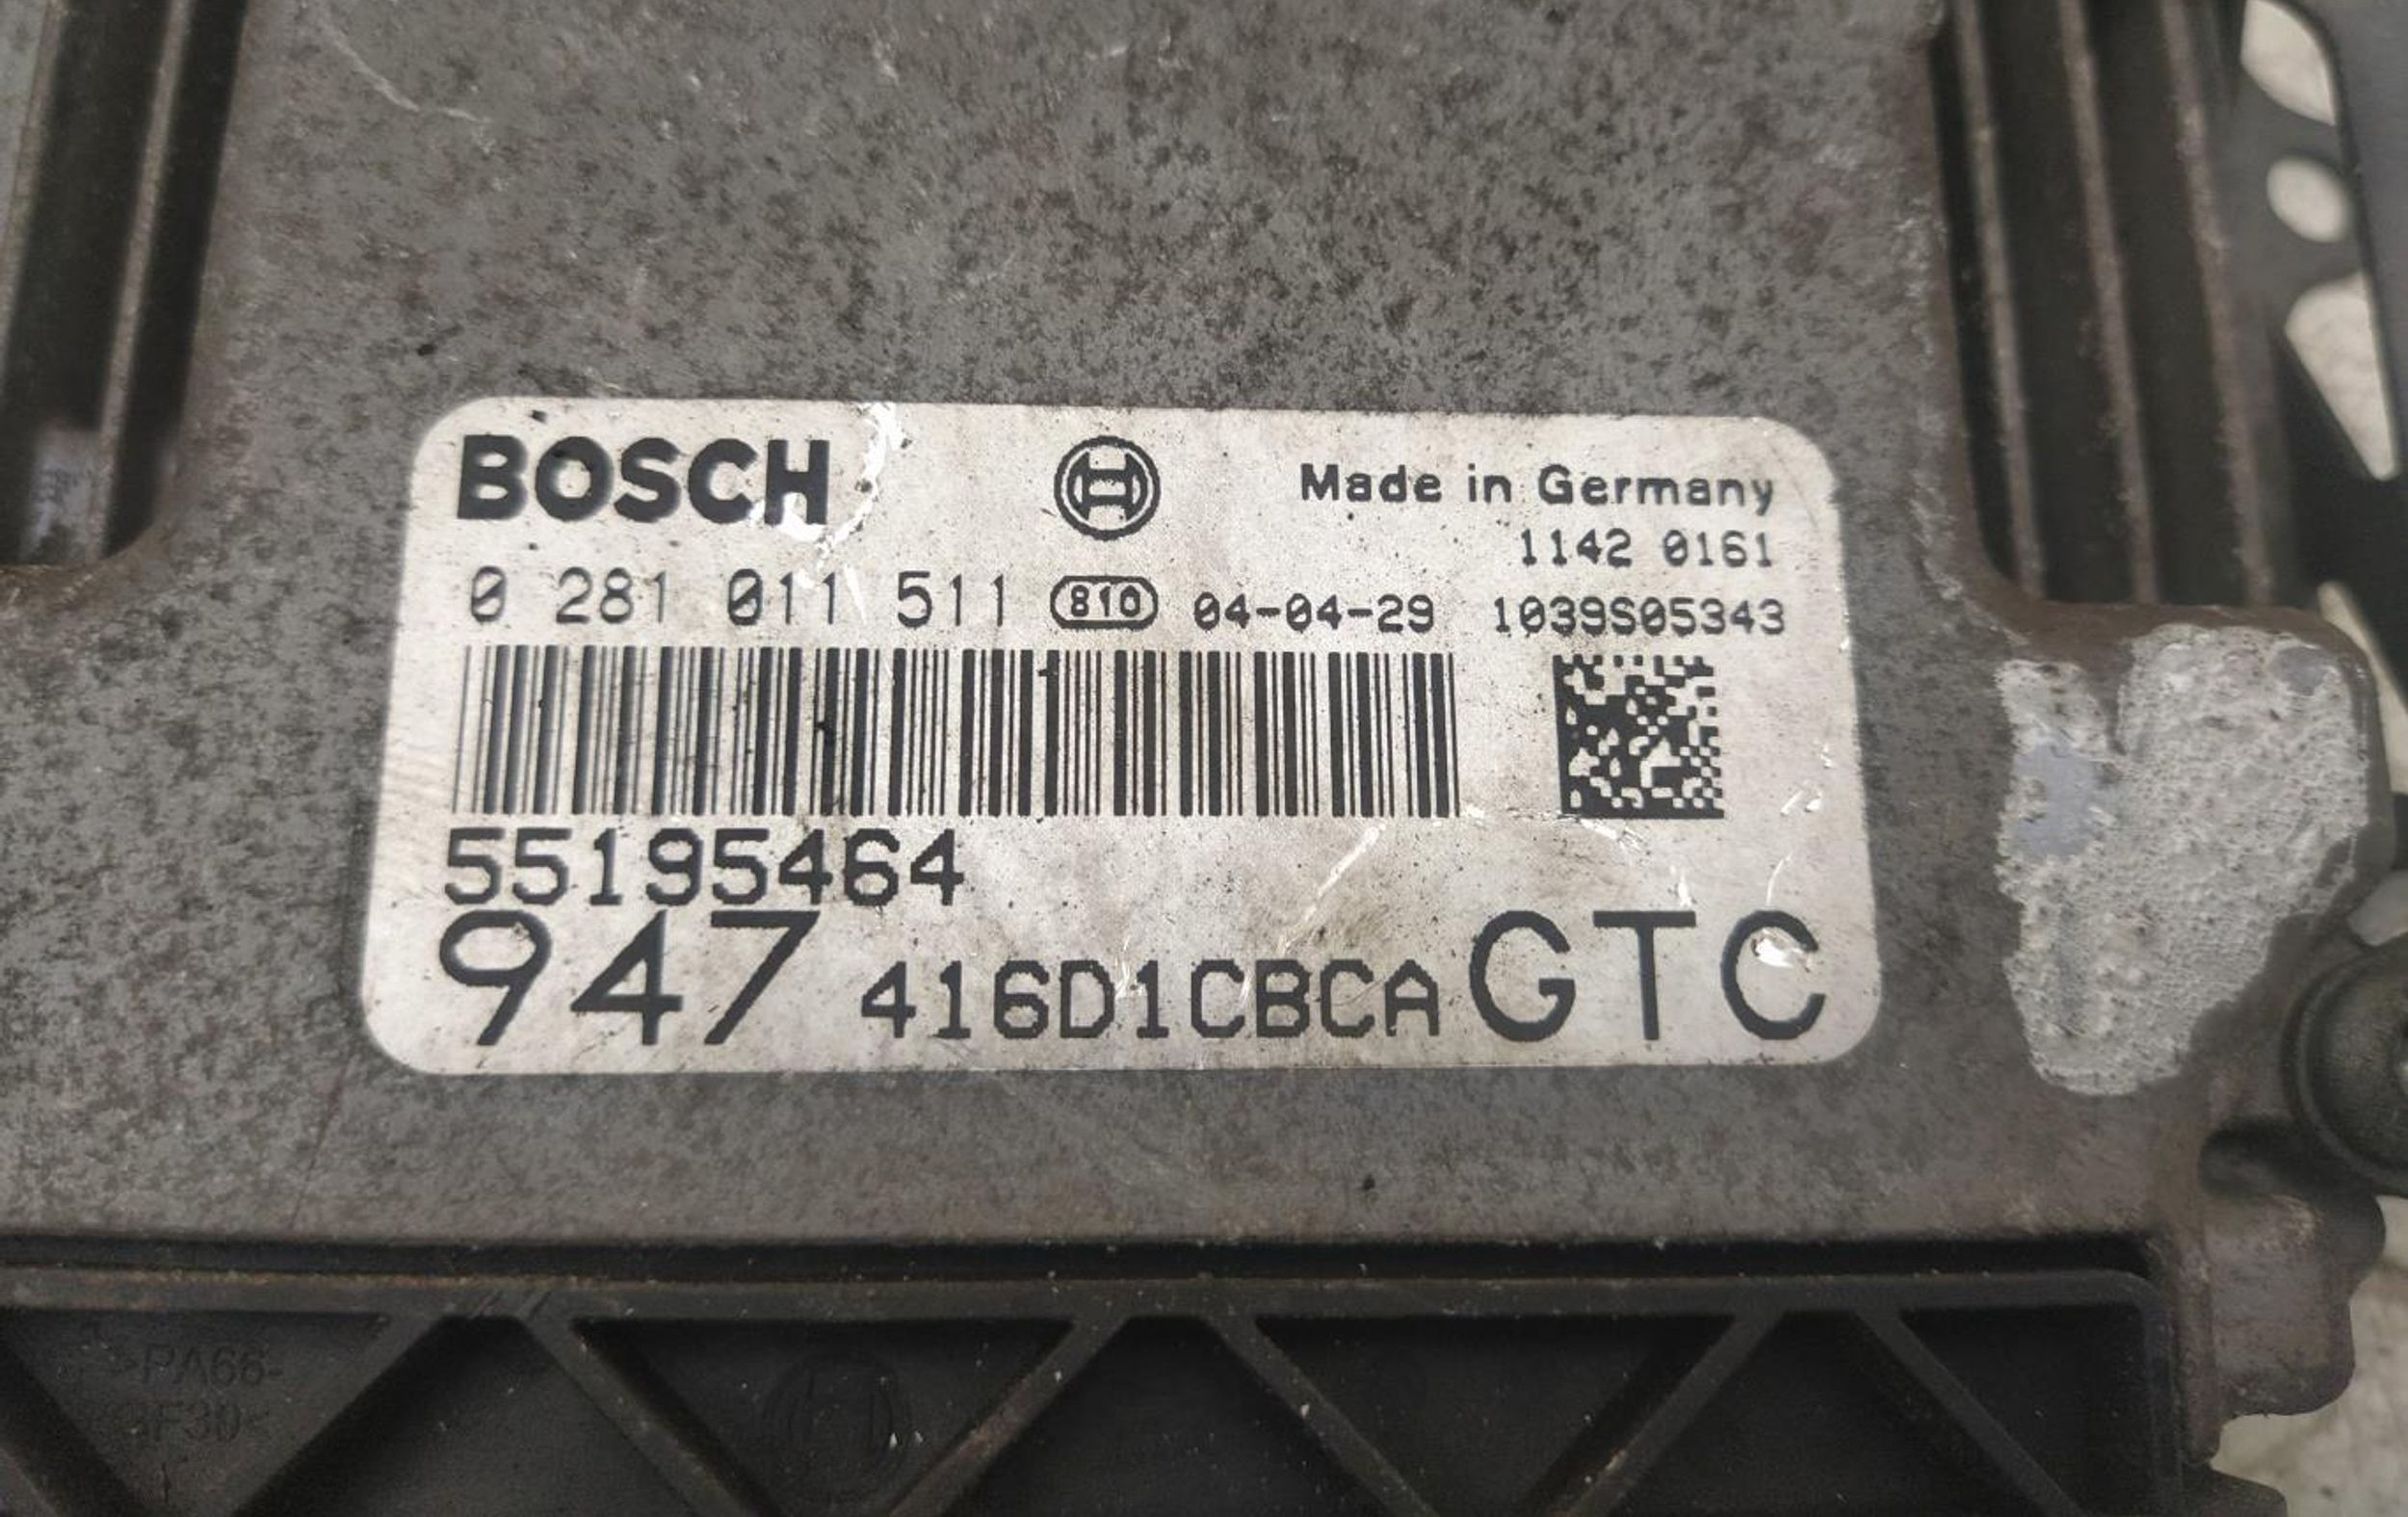 BOSCH Made in Germany
1142 0161
0 281 011 511 810 04-04-29 1039S05343
55195464
947 416D1CBCA GTC
>PA66-
GF30<